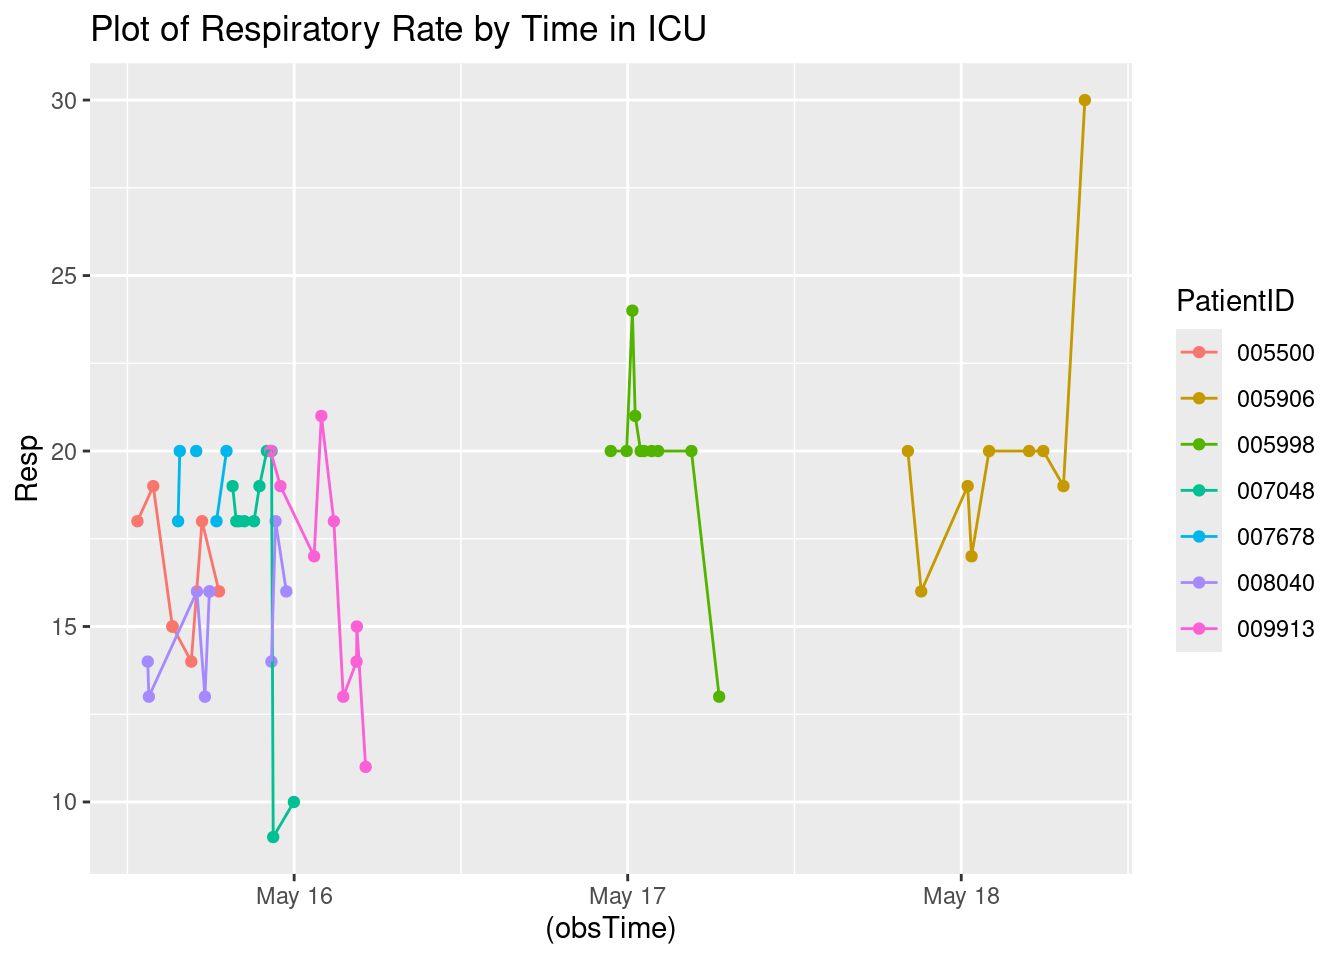 Plot of Respiratory Rate by Time in ICU
30
25
20
15
10
Resp
May 16
May 17
May 18
(obsTime)
PatientID
005500
005906
005998
007048
007678
008040
009913